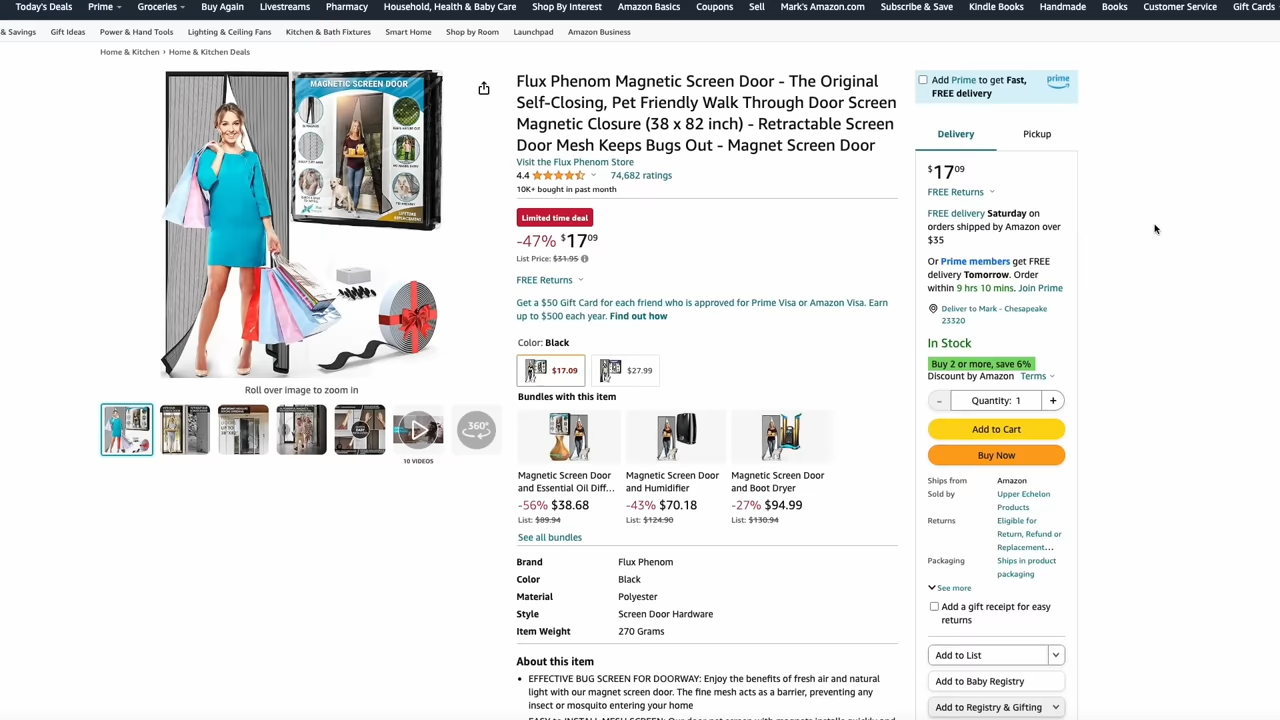 Today's Deals Prime Groceries Buy Again Livestreams Pharmacy Household, Health & Baby Care Shop By Interest Amazon Basics Coupons Sell Mark's Amazon.com Subscribe & Save Kindle Books Handmade Books Customer Service Gift Cards
& Savings Gift Ideas Power & Hand Tools Lighting & Ceiling Fans Kitchen & Bath Fixtures Smart Home Shop by Room Launchpad Amazon Business
Home & Kitchen › Home & Kitchen Deals
MAGNETIC SCREEN DOOR
Roll over image to zoom in
360°
10 VIDEOS
Flux Phenom Magnetic Screen Door - The Original
Self-Closing, Pet Friendly Walk Through Door Screen
Magnetic Closure (38 x 82 inch) - Retractable Screen
Door Mesh Keeps Bugs Out - Magnet Screen Door
Visit the Flux Phenom Store
4.4 74,682 ratings
10K+ bought in past month
Limited time deal
-47% $1709
List Price: $31.95
FREE Returns
Get a $50 Gift Card for each friend who is approved for Prime Visa or Amazon Visa. Earn
up to $500 each year. Find out how
Color: Black
$17.09 $27.99
Bundles with this item
Magnetic Screen Door
and Essential Oil Diff...
-56% $38.68
List: $89.94
Magnetic Screen Door
and Humidifier
-43% $70.18
List: $124.90
Magnetic Screen Door
and Boot Dryer
-27% $94.99
List: $130.94
See all bundles
Brand Flux Phenom
Color Black
Material Polyester
Style Screen Door Hardware
Item Weight 270 Grams
About this item
• EFFECTIVE BUG SCREEN FOR DOORWAY: Enjoy the benefits of fresh air and natural
light with our magnet screen door. The fine mesh acts as a barrier, preventing any
insect or mosquito entering your home
• EASY to INSTALL MESH SCREEN: Our door net screen with magnets installs quickly and
Add Prime to get Fast,
FREE delivery
prime
Delivery Pickup
$1709
FREE Returns
FREE delivery Saturday on
orders shipped by Amazon over
$35
Or Prime members get FREE
delivery Tomorrow. Order
within 9 hrs 10 mins. Join Prime
Deliver to Mark - Chesapeake
23320
In Stock
Buy 2 or more, save 6%
Discount by Amazon Terms
- Quantity: 1 +
Add to Cart
Buy Now
Ships from Amazon
Sold by Upper Echelon
Products
Returns Eligible for
Return, Refund or
Replacement...
Packaging Ships in product
packaging
See more
Add a gift receipt for easy
returns
Add to List
Add to Baby Registry
Add to Registry & Gifting